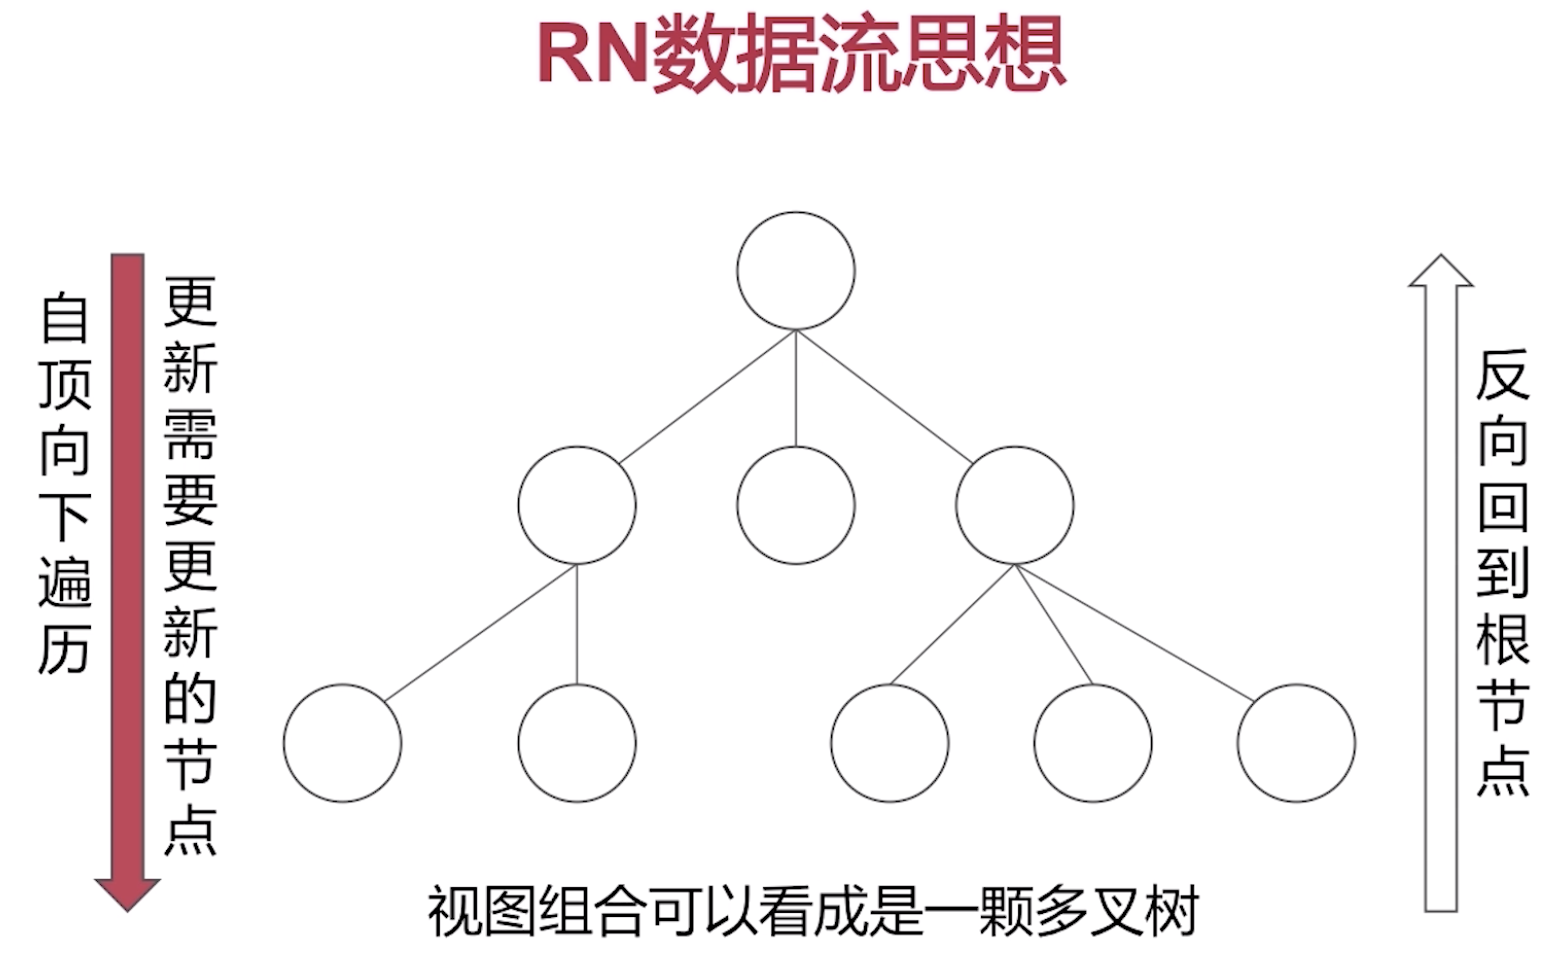 RN数据流思想
自顶向下遍历
更新需要更新的节点
反向回到根节点
视图组合可以看成是一颗多叉树